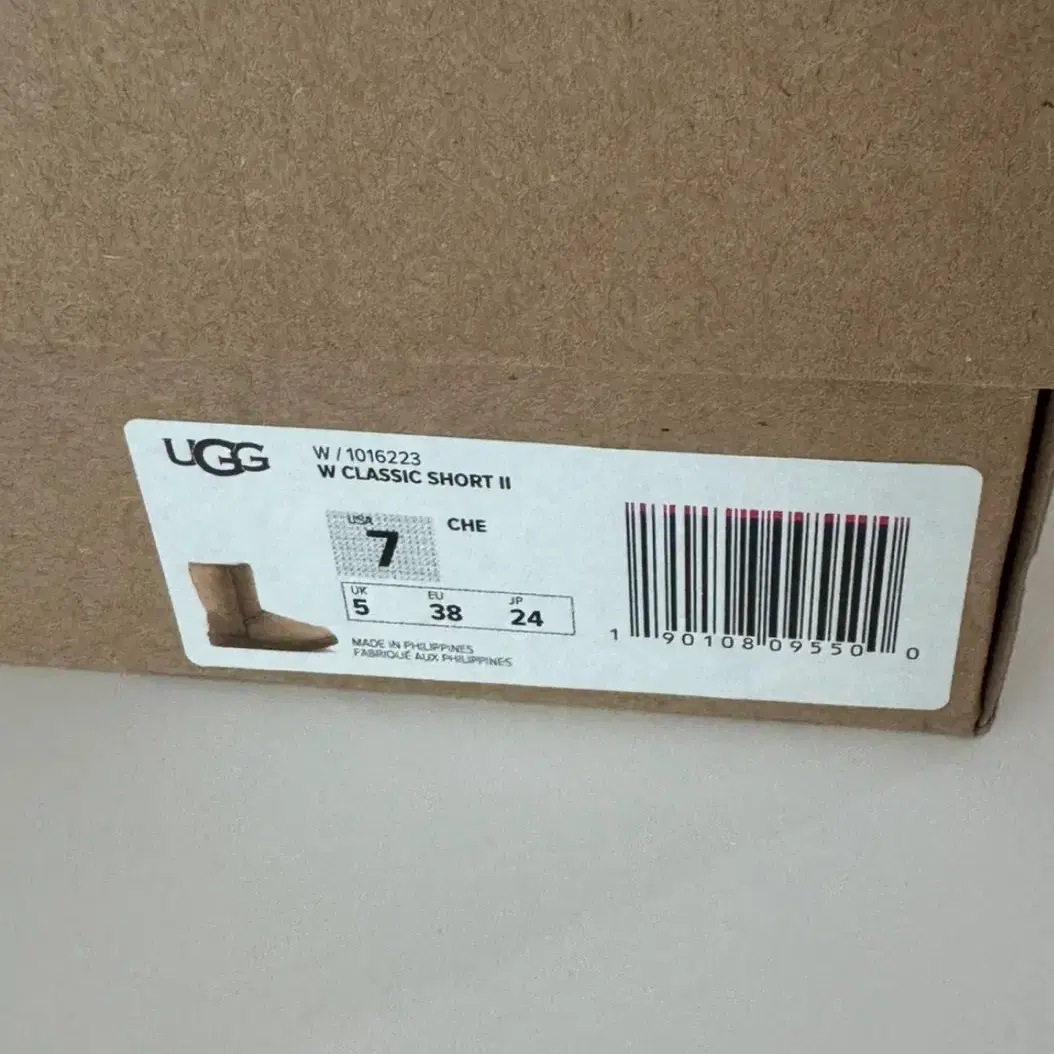 UGG
W / 1016223
W CLASSIC SHORT II
USA
7
CHE
UK EU JP
5 38 24
MADE IN PHILIPPINES
FABRIQUÉ AUX PHILIPPINES
1 90108 09550 0